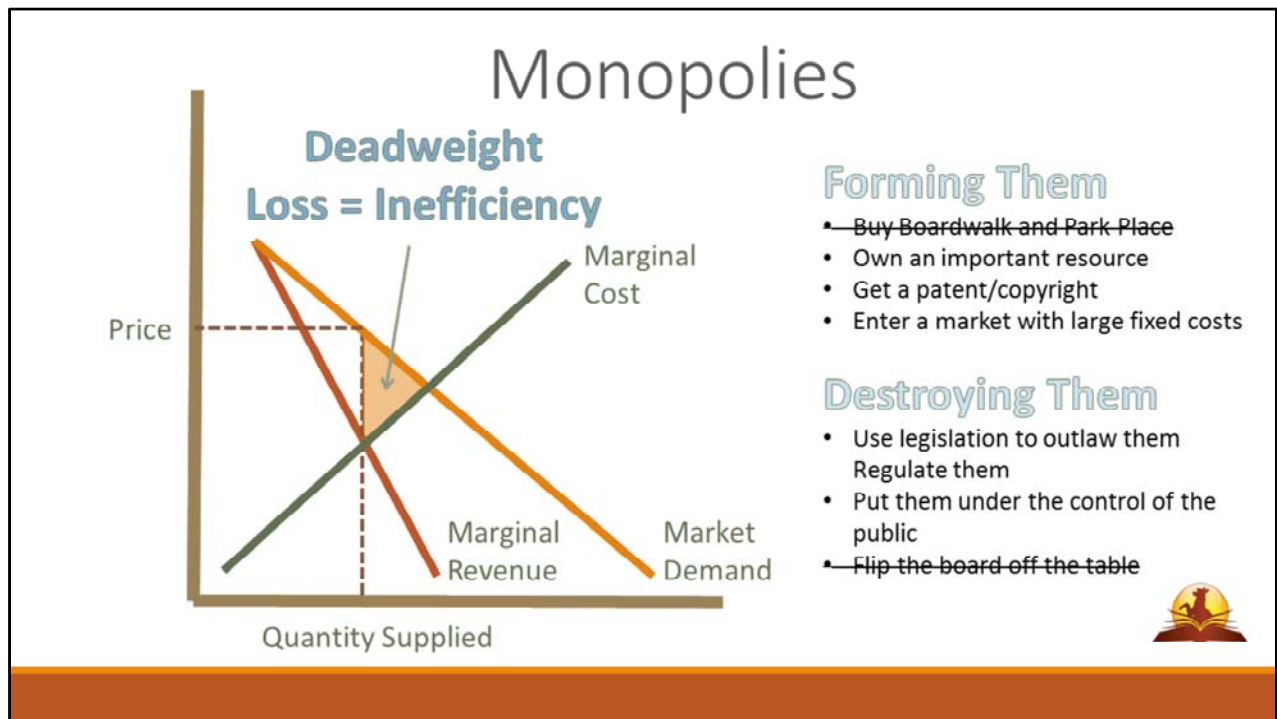 Monopolies
Deadweight
Loss = Inefficiency
Marginal
Cost
Price
Marginal
Revenue
Market
Demand
Quantity Supplied
Forming Them
• Buy Boardwalk and Park Place
• Own an important resource
• Get a patent/copyright
• Enter a market with large fixed costs
Destroying Them
• Use legislation to outlaw them
Regulate them
• Put them under the control of the
public
• Flip the board off the table